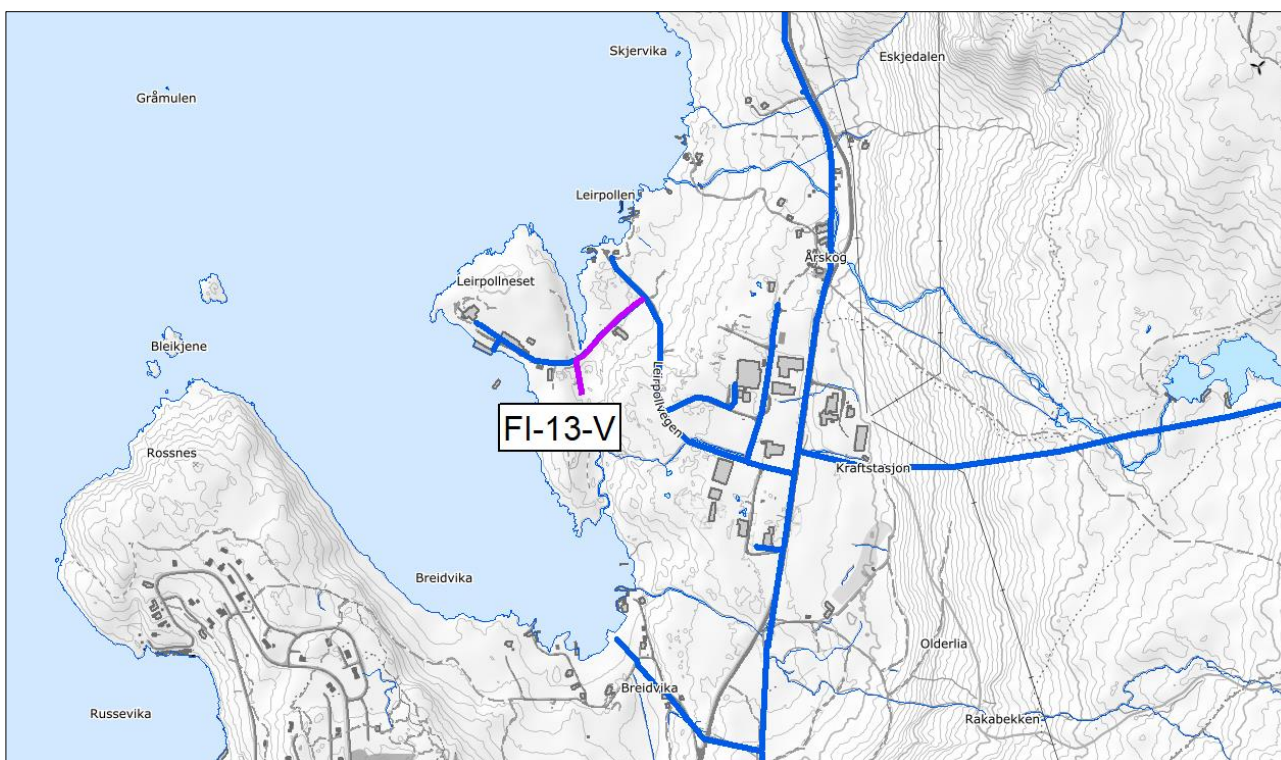 Skjervika
Eskjedalen
Gråmulen
Leirpollen
Årskog
Leirpollneset
Bleikjene
Leirpollvegen
FI-13-V
Rossnes
Kraftstasjon
Breidvika
Olderlia
Breidvika
Russevika
Rakabekken